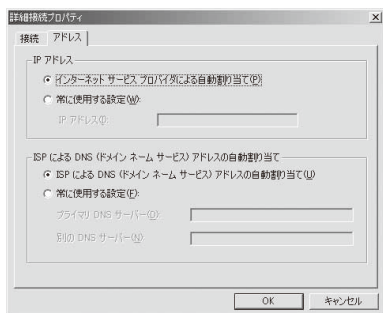 詳細接続プロパティ
接続 アドレス
IP アドレス
インターネット サービス プロバイダによる自動割り当て(P)
常に使用する設定(W):
IP アドレス(I):
ISP による DNS (ドメイン ネーム サービス) アドレスの自動割り当て
ISP による DNS (ドメイン ネーム サービス) アドレスの自動割り当て(U)
常に使用する設定(F):
プライマリ DNS サーバー(D):
別の DNS サーバー(N):
OK キャンセル